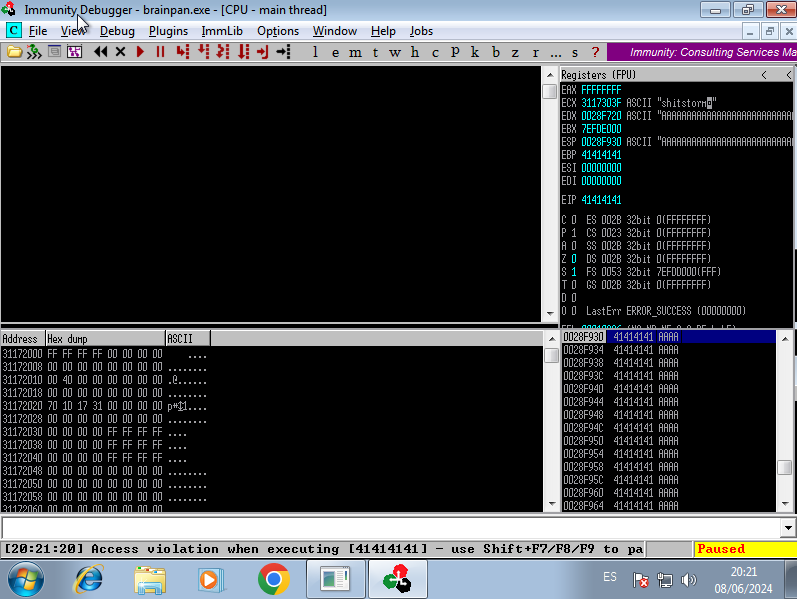 Immunity Debugger - brainpan.exe - [CPU - main thread]
C File View Debug Plugins ImmLib Options Window Help Jobs
l e m t w h c P k b z r ... s ? Immunity: Consulting Services Ma
Registers (FPU) < <
EAX FFFFFFFF
ECX 3117303F ASCII "shitstorm
EDX 0028F720 ASCII "AAAAAAAAAAAAAAAAAAAAAAAAAA
EBX 7EFDE000
ESP 0028F930 ASCII "AAAAAAAAAAAAAAAAAAAAAAAAAA
EBP 41414141
ESI 00000000
EDI 00000000
EIP 41414141
C 0 ES 002B 32bit 0(FFFFFFFF)
P 1 CS 0023 32bit 0(FFFFFFFF)
A 0 SS 002B 32bit 0(FFFFFFFF)
Z 0 DS 002B 32bit 0(FFFFFFFF)
S 1 FS 0053 32bit 7EFDD000(FFF)
T 0 GS 002B 32bit 0(FFFFFFFF)
D 0
O 0 LastErr ERROR_SUCCESS (00000000)
Address Hex dump ASCII
31172000 FF FF FF FF 00 00 00 00 ....
31172008 00 00 00 00 00 00 00 00 ........
31172010 00 40 00 00 00 00 00 00 .@......
31172018 00 00 00 00 00 00 00 00 ........
31172020 70 1D 17 31 00 00 00 00
31172028 00 00 00 00 00 00 00 00 ........
31172030 00 00 00 00 FF FF FF FF ....
31172038 00 00 00 00 FF FF FF FF ....
31172040 00 00 00 00 FF FF FF FF ....
31172048 00 00 00 00 00 00 00 00 ........
31172050 00 00 00 00 00 00 00 00 ........
31172058 00 00 00 00 00 00 00 00 ........
31172060 00 00 00 00 00 00 00 00
0028F930 41414141 AAAA
0028F934 41414141 AAAA
0028F938 41414141 AAAA
0028F93C 41414141 AAAA
0028F940 41414141 AAAA
0028F944 41414141 AAAA
0028F948 41414141 AAAA
0028F94C 41414141 AAAA
0028F950 41414141 AAAA
0028F954 41414141 AAAA
0028F958 41414141 AAAA
0028F95C 41414141 AAAA
0028F960 41414141 AAAA
0028F964 41414141 AAAA
[20:21:20] Access violation when executing [41414141] - use Shift+F7/F8/F9 to pa
Paused
ES
20:21
08/06/2024